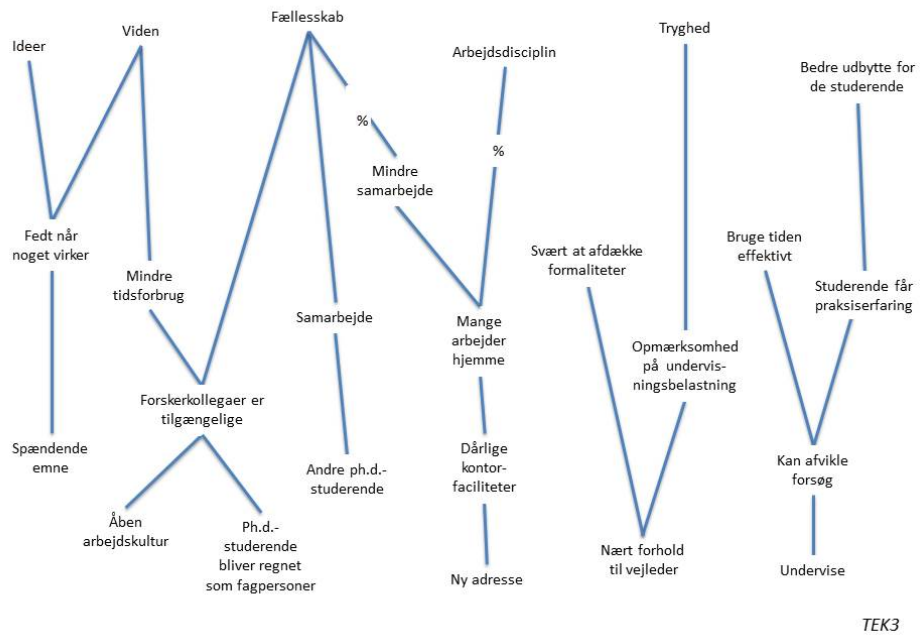 Ideer
Viden
Fællesskab
Arbejdsdisciplin
Tryghed
Bedre udbytte for
de studerende
%
%
Mindre
samarbejde
Fedt når
noget virker
Mindre
tidsforbrug
Samarbejde
Mange
arbejder
hjemme
Svært at afdække
formaliteter
Opmærksomhed
på undervis-
ningsbelastning
Bruge tiden
effektivt
Studerende får
praksiserfaring
Forskerkollegaer er
tilgængelige
Spændende
emne
Andre ph.d.-
studerende
Dårlige
kontor-
faciliteter
Kan afvikle
forsøg
Åben
arbejdskultur
Ph.d.-
studerende
bliver regnet
som fagpersoner
Ny adresse
Nært forhold
til vejleder
Undervise
TEK3